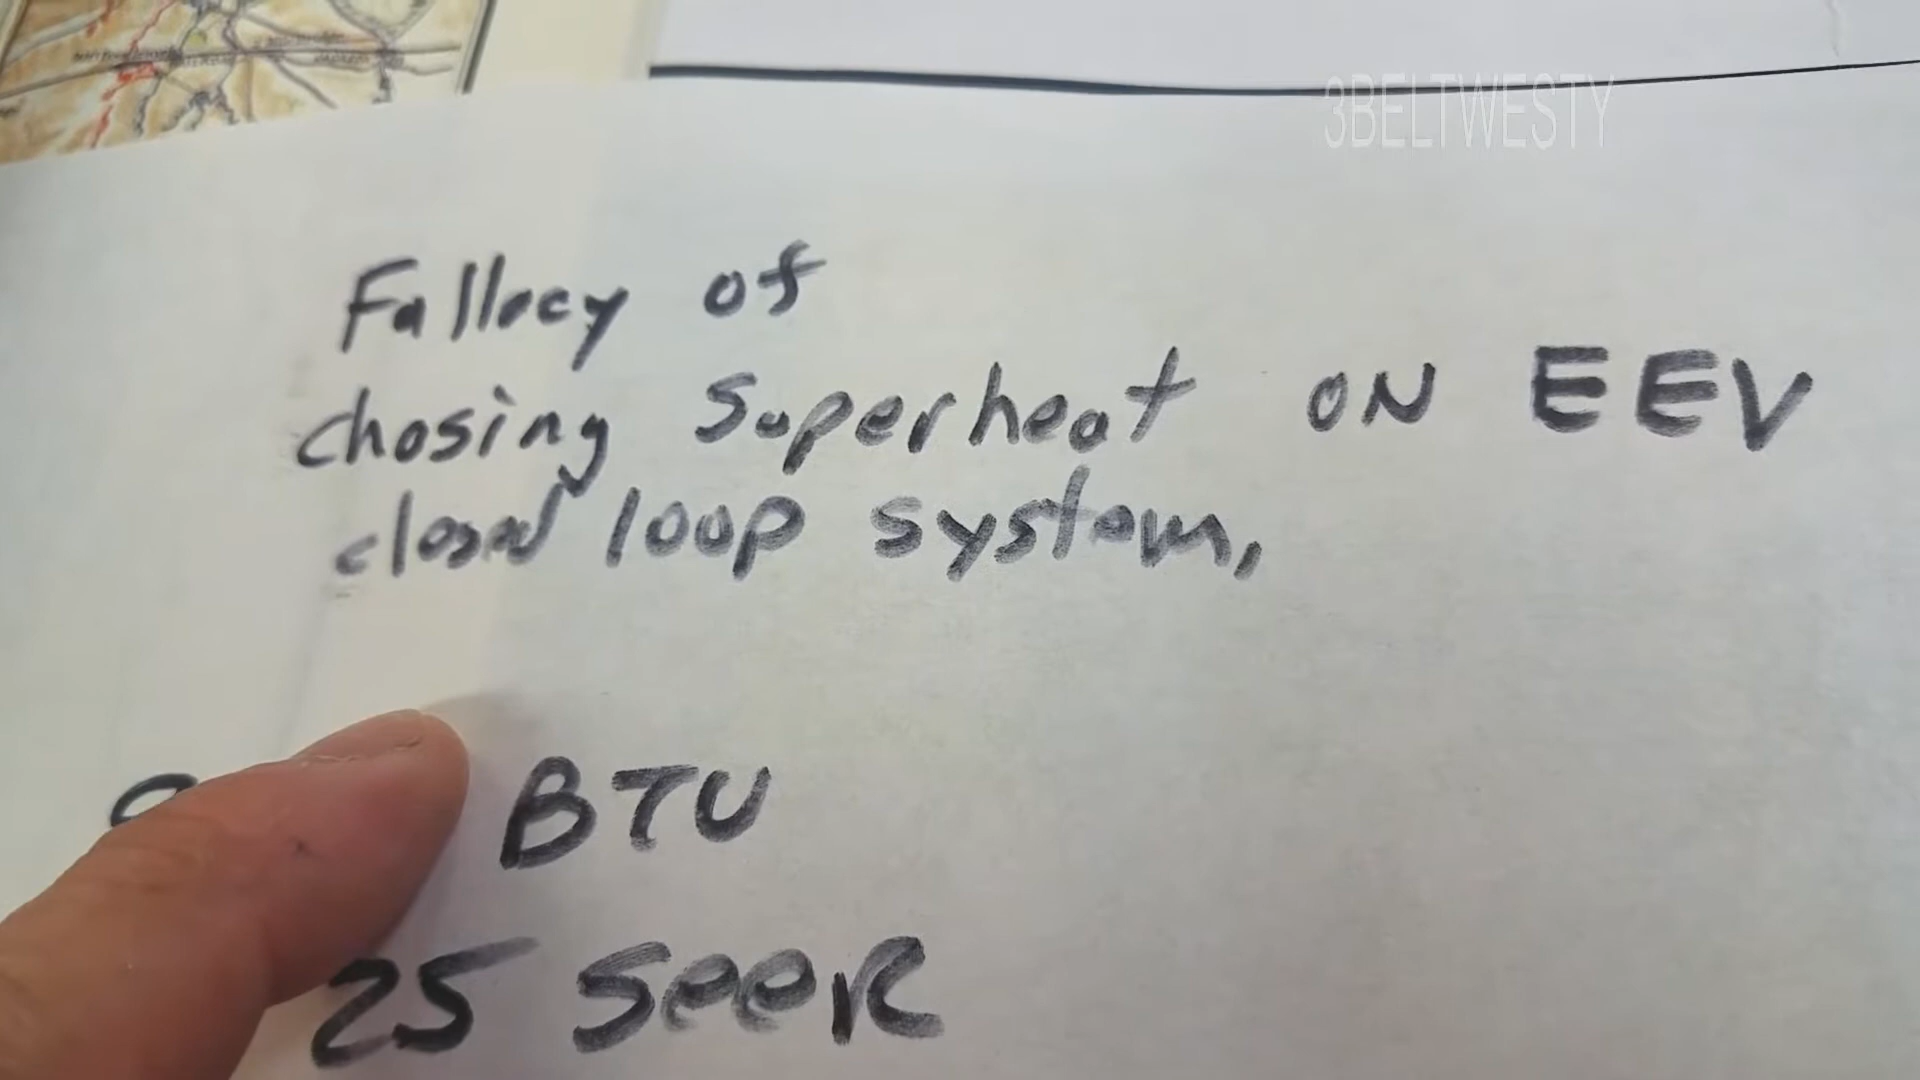 3BELTWESTY
Fallacy of
chosing Superheat ON EEV
closed loop system,
BTU
25 SeeR